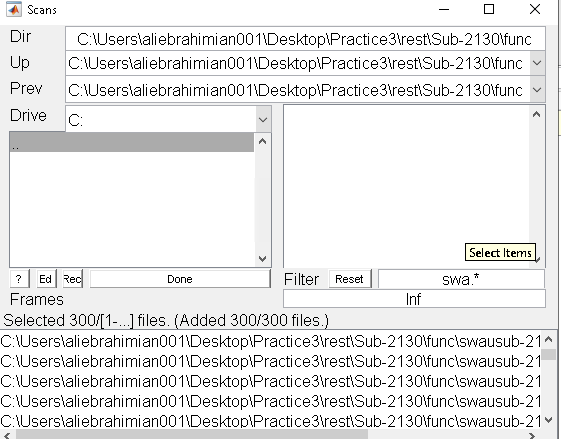 Scans
Dir C:\Users\aliebrahimian001\Desktop\Practice3\rest\Sub-2130\func
Up C:\Users\aliebrahimian001\Desktop\Practice3\rest\Sub-2130\func
Prev C:\Users\aliebrahimian001\Desktop\Practice3\rest\Sub-2130\func
Drive C:
..
Select Items
? Ed Rec Done Filter Reset swa.*
Frames Inf
Selected 300/[1-...] files. (Added 300/300 files.)
C:\Users\aliebrahimian001\Desktop\Practice3\rest\Sub-2130\func\swausub-21
C:\Users\aliebrahimian001\Desktop\Practice3\rest\Sub-2130\func\swausub-21
C:\Users\aliebrahimian001\Desktop\Practice3\rest\Sub-2130\func\swausub-21
C:\Users\aliebrahimian001\Desktop\Practice3\rest\Sub-2130\func\swausub-21
C:\Users\aliebrahimian001\Desktop\Practice3\rest\Sub-2130\func\swausub-21